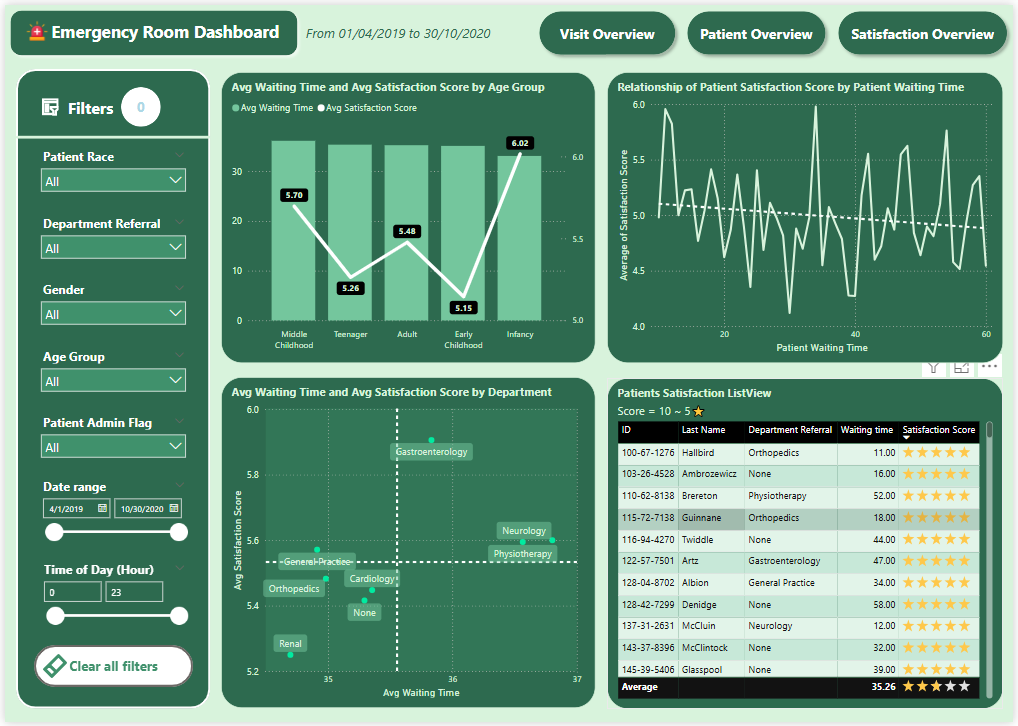 Emergency Room Dashboard
From 01/04/2019 to 30/10/2020
Visit Overview
Patient Overview
Satisfaction Overview
Filters
0
Patient Race
All
Department Referral
All
Gender
All
Age Group
All
Patient Admin Flag
All
Date range
4/1/2019
10/30/2020
Time of Day (Hour)
0
23
Clear all filters
Avg Waiting Time and Avg Satisfaction Score by Age Group
Avg Waiting Time
Avg Satisfaction Score
30
20
10
0
6.0
5.5
5.0
5.70
5.26
5.48
5.15
6.02
Middle Childhood
Teenager
Adult
Early Childhood
Infancy
Relationship of Patient Satisfaction Score by Patient Waiting Time
Average of Satisfaction Score
6.0
5.5
5.0
4.5
4.0
20
40
60
Patient Waiting Time
Avg Waiting Time and Avg Satisfaction Score by Department
Avg Satisfaction Score
6.0
5.8
5.6
5.4
5.2
Gastroenterology
Neurology
Physiotherapy
General Practice
Cardiology
Orthopedics
None
Renal
35
36
37
Avg Waiting Time
Patients Satisfaction ListView
Score = 10 ~ 5
ID Last Name Department Referral Waiting time Satisfaction Score
100-67-1276 Hallbird Orthopedics 11.00
103-26-4528 Ambrozewicz None 16.00
110-62-8138 Brereton Physiotherapy 52.00
115-72-7138 Guinnane Orthopedics 18.00
116-94-4270 Twiddle None 44.00
122-57-7501 Artz Gastroenterology 47.00
128-04-8702 Albion General Practice 34.00
128-42-7299 Denidge None 58.00
137-31-2631 McCluin Neurology 12.00
143-37-8396 McClintock None 32.00
145-39-5406 Glasspool None 39.00
Average 35.26